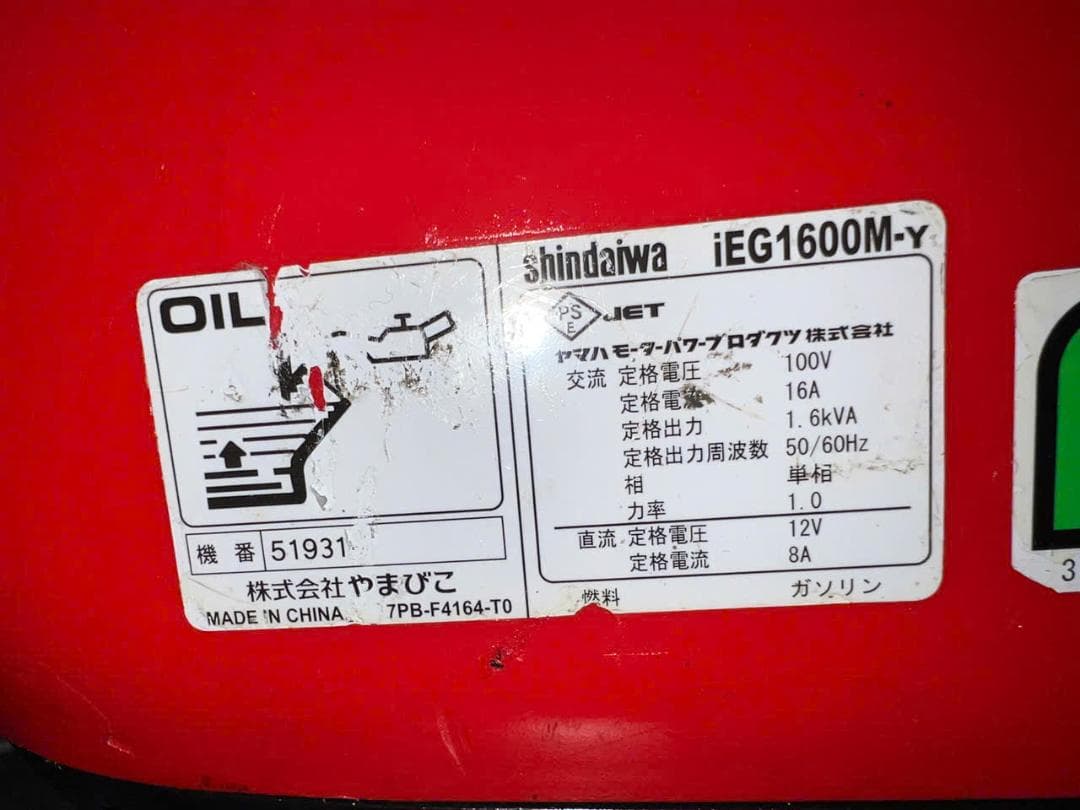 OIL
機番 51931
株式会社やまびこ
MADE IN CHINA 7PB-F4164-T0
shindaiwa iEG1600M-Y
PS E JET
ヤマハモーターパワープロダクツ株式会社
交流 定格電圧 100V
定格電流 16A
定格出力 1.6kVA
定格出力周波数 50/60Hz
相 単相
力率 1.0
直流 定格電圧 12V
定格電流 8A
燃料 ガソリン
3